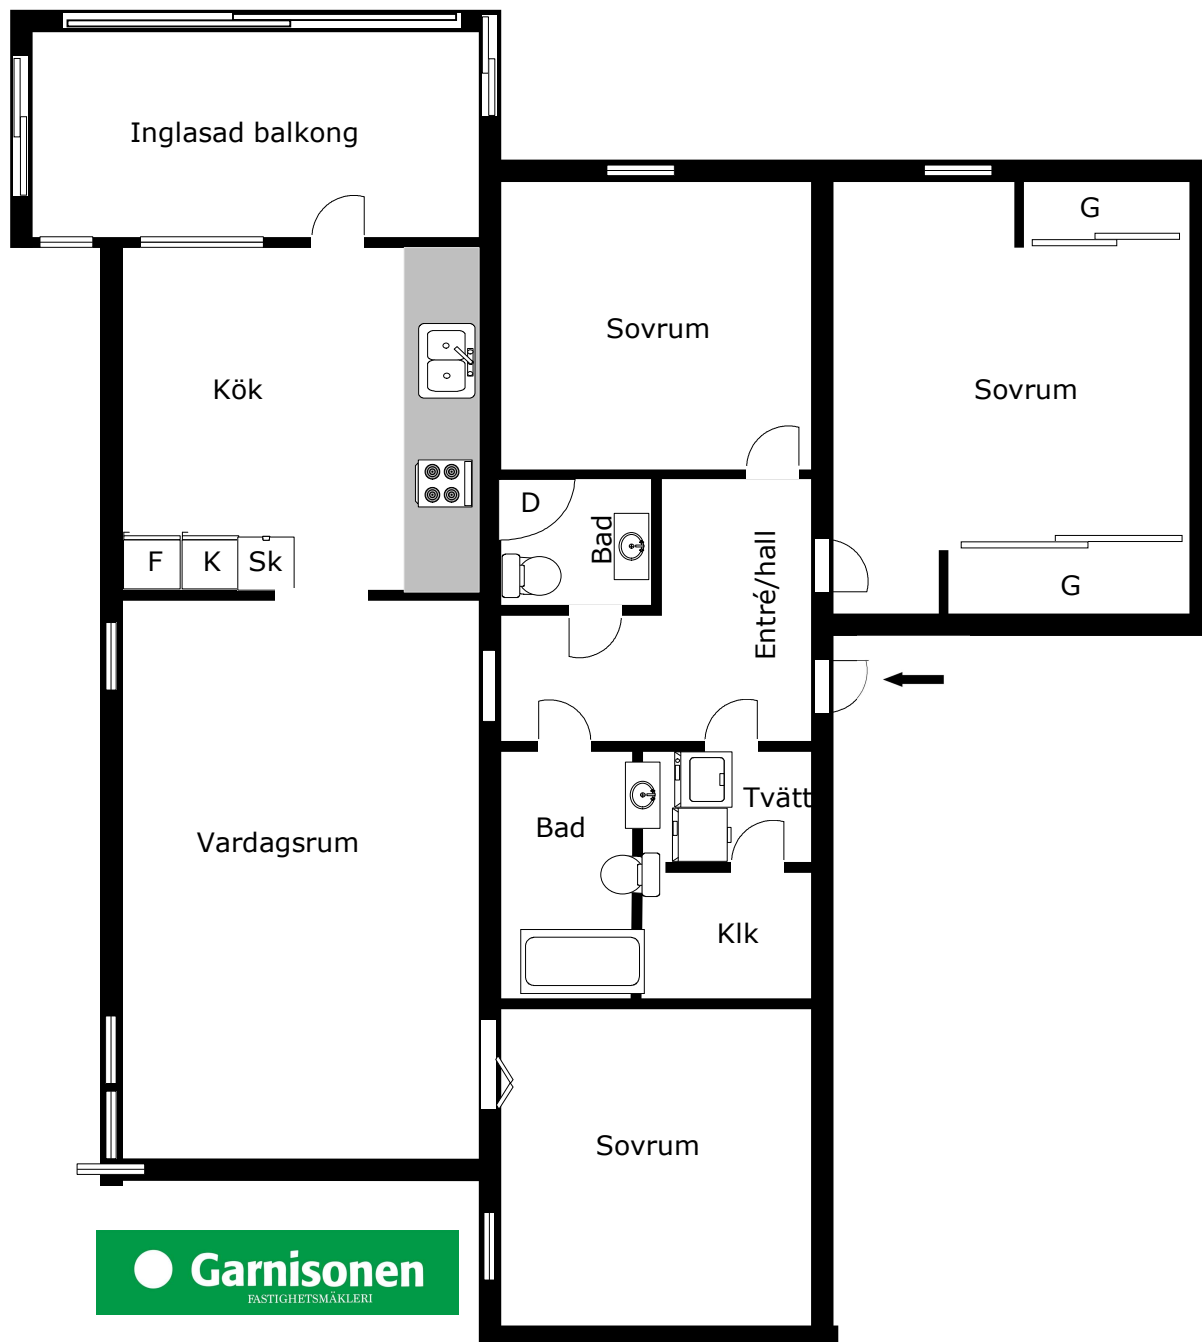 Inglasad balkong
G
Sovrum
Kök
Sovrum
D
Bad
F
K
Sk
Entré/hall
G
Tvätt
Bad
Vardagsrum
Klk
Sovrum
Garnisonen
FASTIGHETSMÄKLERI